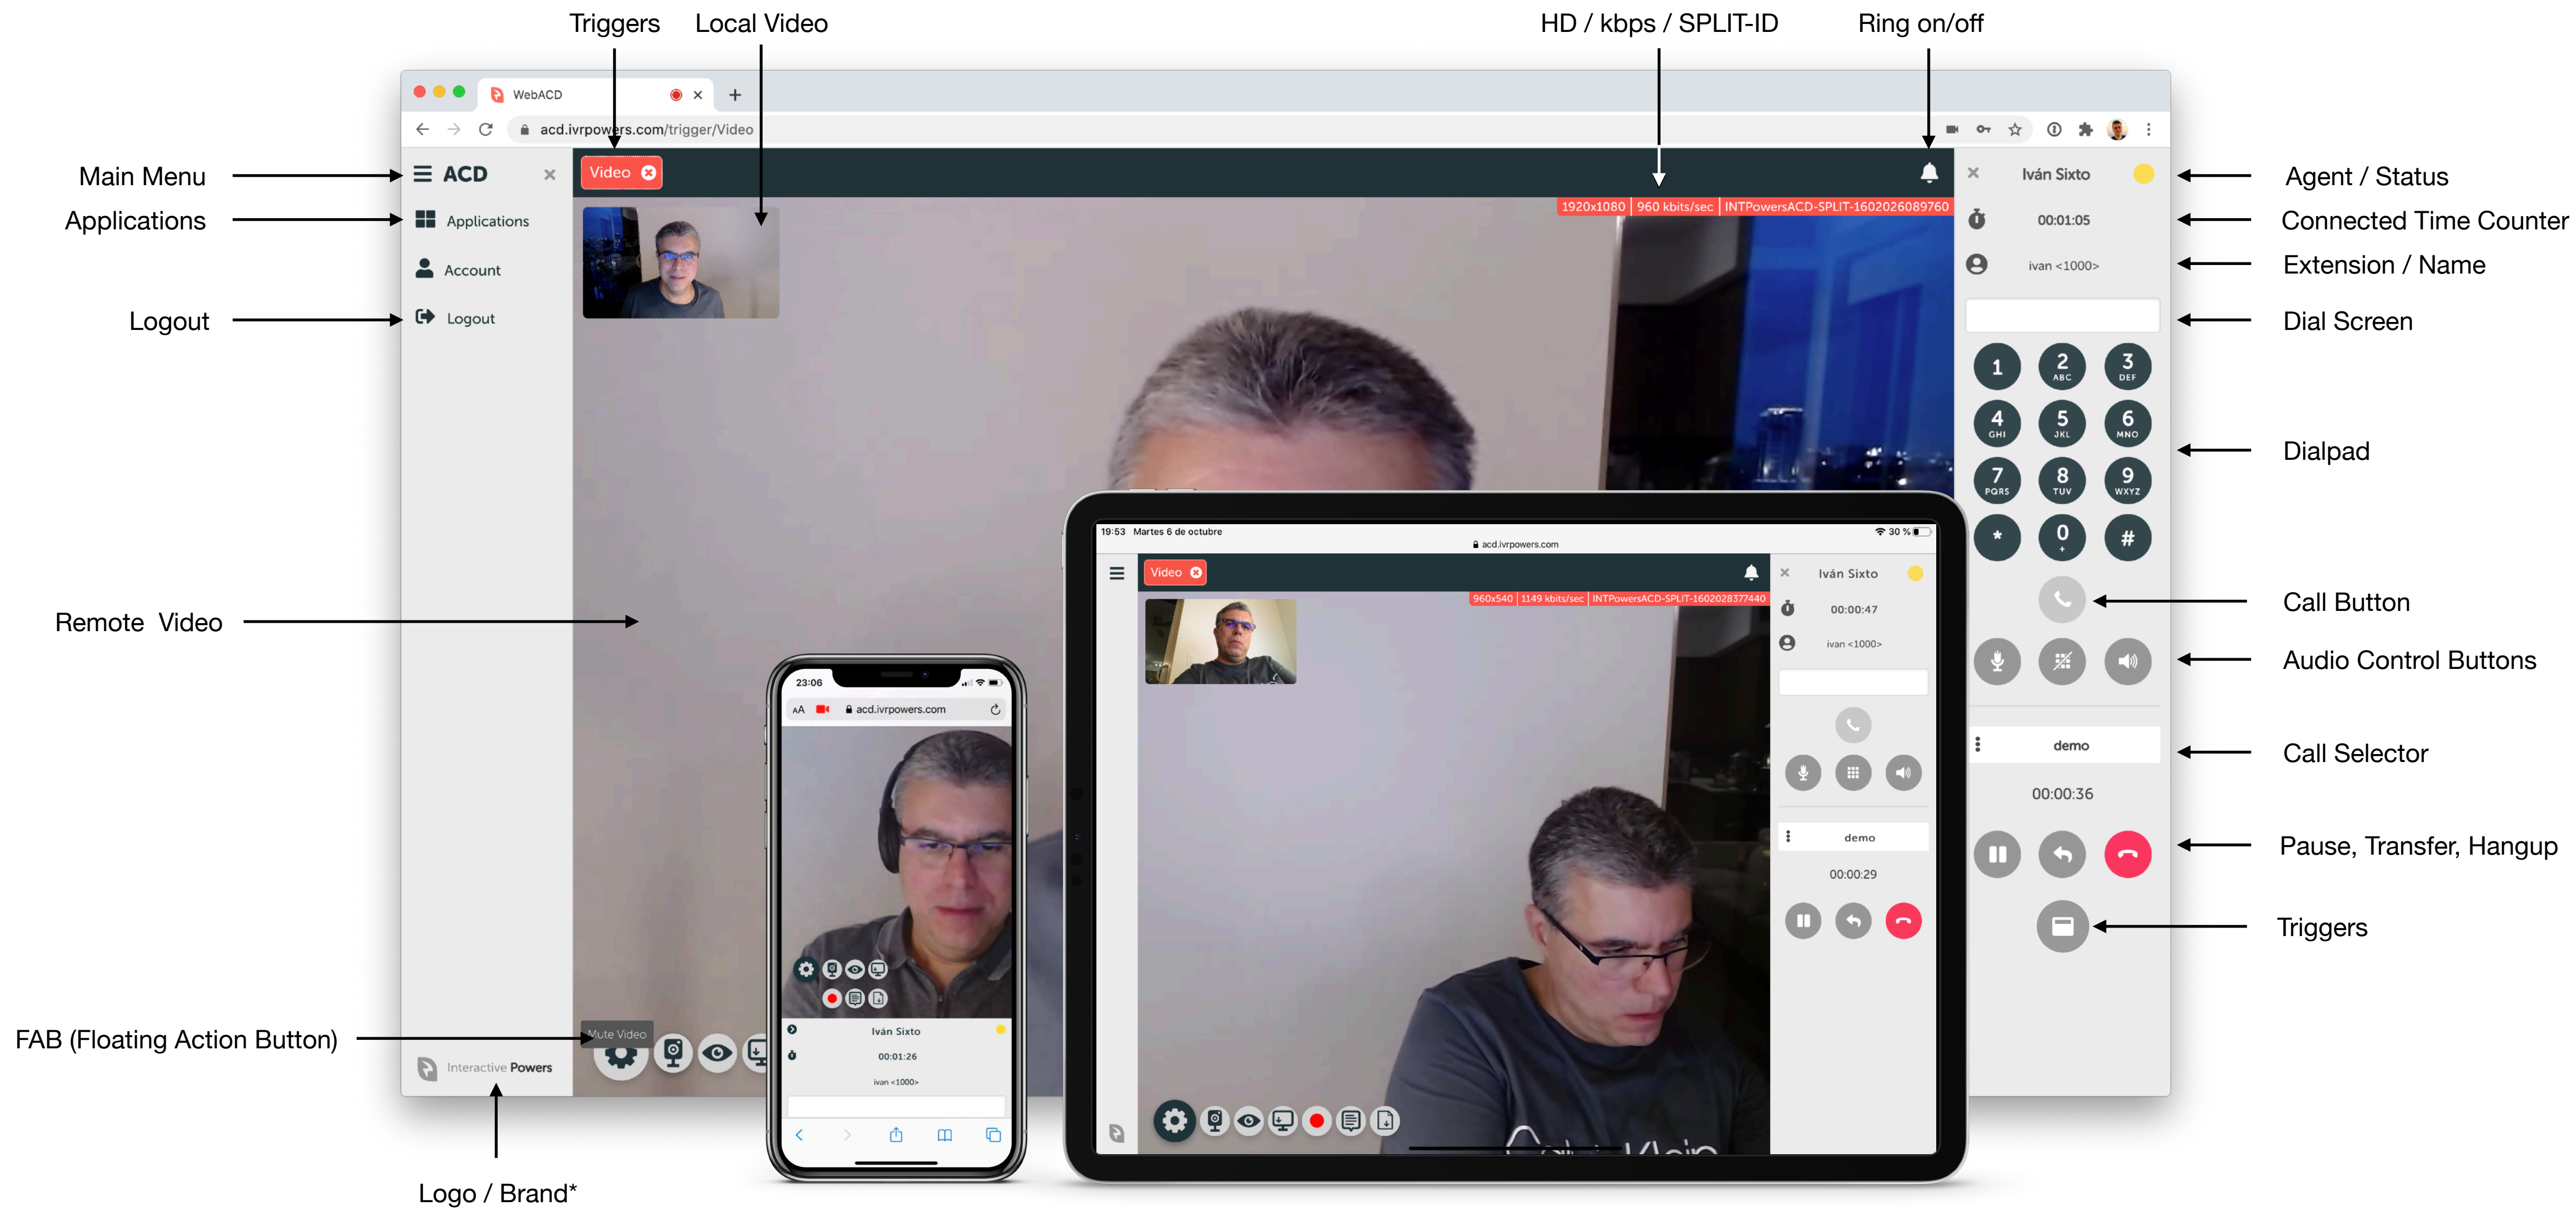 Triggers
Local Video
HD / kbps / SPLIT-ID
Ring on/off
WebACD
acd.ivrpowers.com/trigger/Video
Main Menu
ACD
Video
Iván Sixto
Agent / Status
1920x1080 | 960 kbits/sec | INTPowersACD-SPLIT-1602026089760
Applications
Applications
00:01:05
Connected Time Counter
Account
ivan <1000>
Extension / Name
Logout
Logout
Dial Screen
1
2
ABC
3
DEF
4
GHI
5
JKL
6
MNO
Dialpad
7
PQRS
8
TUV
9
WXYZ
*
0
+
#
19:53 Martes 6 de octubre
30 %
acd.ivrpowers.com
Video
Iván Sixto
960x540 | 1149 kbits/sec | INTPowersACD-SPLIT-1602028377440
00:00:47
ivan <1000>
Call Button
Remote Video
Audio Control Buttons
23:06
AA
acd.ivrpowers.com
demo
Call Selector
00:00:36
demo
00:00:29
Pause, Transfer, Hangup
Triggers
FAB (Floating Action Button)
Mute Video
Iván Sixto
00:01:26
ivan <1000>
Interactive Powers
Calvin Klein
Logo / Brand*